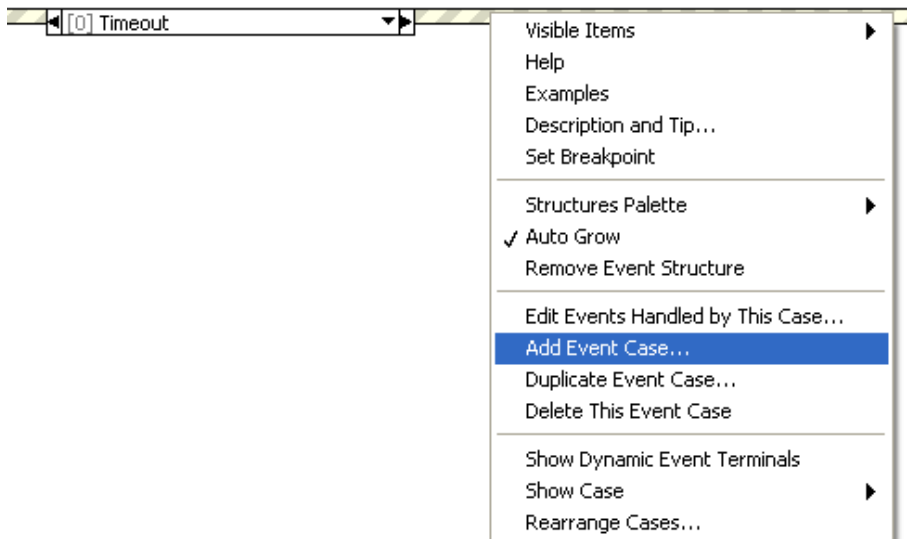 [0] Timeout
Visible Items
Help
Examples
Description and Tip...
Set Breakpoint
Structures Palette
Auto Grow
Remove Event Structure
Edit Events Handled by This Case...
Add Event Case...
Duplicate Event Case...
Delete This Event Case
Show Dynamic Event Terminals
Show Case
Rearrange Cases...